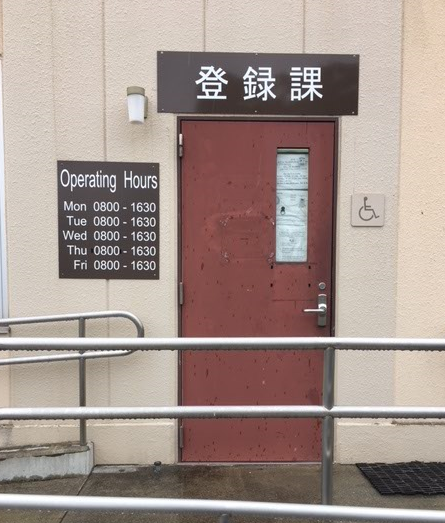 登録課
Operating Hours
Mon 0800 - 1630
Tue 0800 - 1630
Wed 0800 - 1630
Thu 0800 - 1630
Fri 0800 - 1630